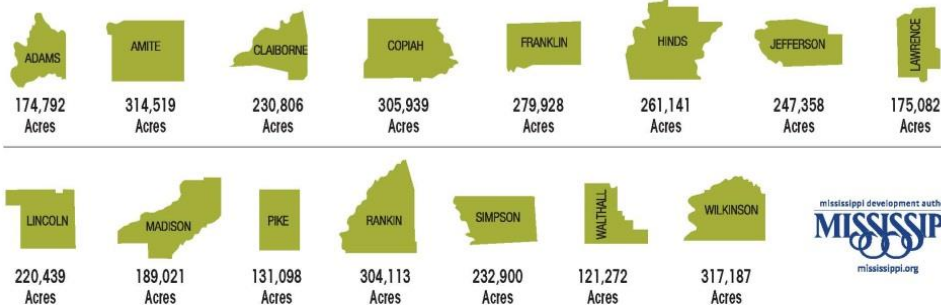 ADAMS
AMITE
CLAIBORNE
COPIAH
FRANKLIN
HINDS
JEFFERSON
LAWRENCE
174,792 314,519 230,806 305,939 279,928 261,141 247,358 175,082
Acres Acres Acres Acres Acres Acres Acres Acres
LINCOLN
MADISON
PIKE
RANKIN
SIMPSON
WALTHALL
WILKINSON
mississippi development
mississippi.org
220,439 189,021 131,098 304,113 232,900 121,272 317,187
Acres Acres Acres Acres Acres Acres Acres